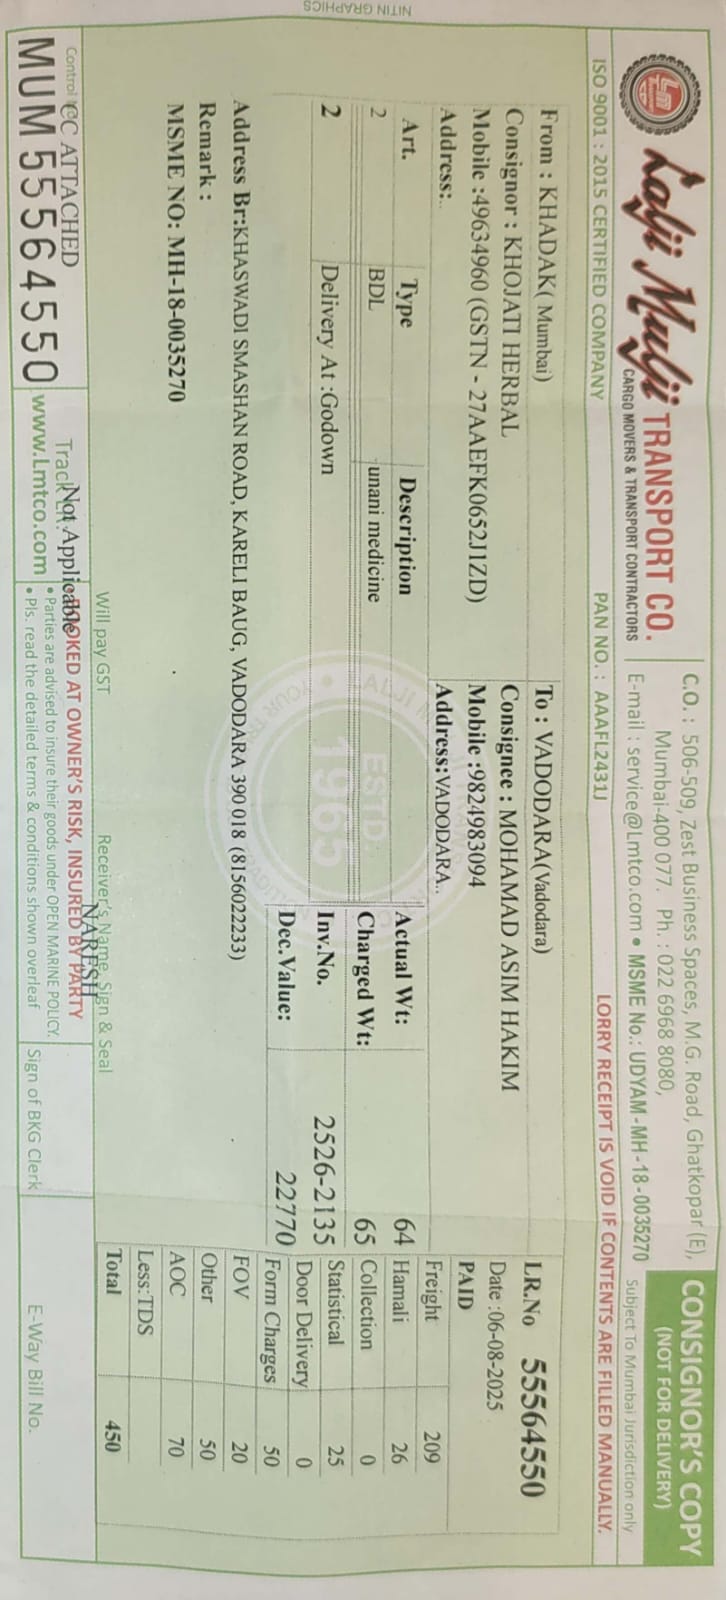 Lalji Mulji TRANSPORT CO.
CARGO MOVERS & TRANSPORT CONTRACTORS
C.O. : 506-509, Zest Business Spaces, M.G. Road, Ghatkopar (E),
Mumbai-400 077. Ph. : 022 6968 8080,
E-mail : service@Lmtco.com • MSME No.: UDYAM-MH-18-0035270
CONSIGNOR'S COPY
(NOT FOR DELIVERY)
Subject To Mumbai Jurisdiction only
ISO 9001 : 2015 CERTIFIED COMPANY PAN NO. : AAAFL2431J LORRY RECEIPT IS VOID IF CONTENTS ARE FILLED MANUALLY.
From : KHADAK( Mumbai)
Consignor : KHOJATI HERBAL
Mobile :49634960 (GSTN - 27AAEFK0652J1ZD)
Address:.
To : VADODARA(Vadodara)
Consignee : MOHAMAD ASIM HAKIM
Mobile :9824983094
Address:VADODARA..
LR.No 55564550
Date :06-08-2025
PAID
Art. Type Description
2 BDL unani medicine
2 Delivery At :Godown
Actual Wt: 64
Charged Wt: 65
Inv.No. 2526-2135
Dec.Value: 22770
Freight 209
Hamali 26
Collection 0
Statistical 25
Door Delivery 0
Form Charges 50
FOV 20
Other 50
AOC 70
Less:TDS
Total 450
ESTD.
1965
Address Br:KHASWADI SMASHAN ROAD, KARELI BAUG, VADODARA 390 018 (8156022233)
Remark :
MSME NO: MH-18-0035270
Will pay GST
Receiver's Name, Sign & Seal
NARESH
Control
CC ATTACHED
MUM 55564550
Track
Not Applicable
www.Lmtco.com
BOOKED AT OWNER'S RISK, INSURED BY PARTY
• Parties are advised to insure their goods under OPEN MARINE POLICY.
• Pls. read the detailed terms & conditions shown overleaf
Sign of BKG Clerk
E-Way Bill No.
NITIN GRAPHICS